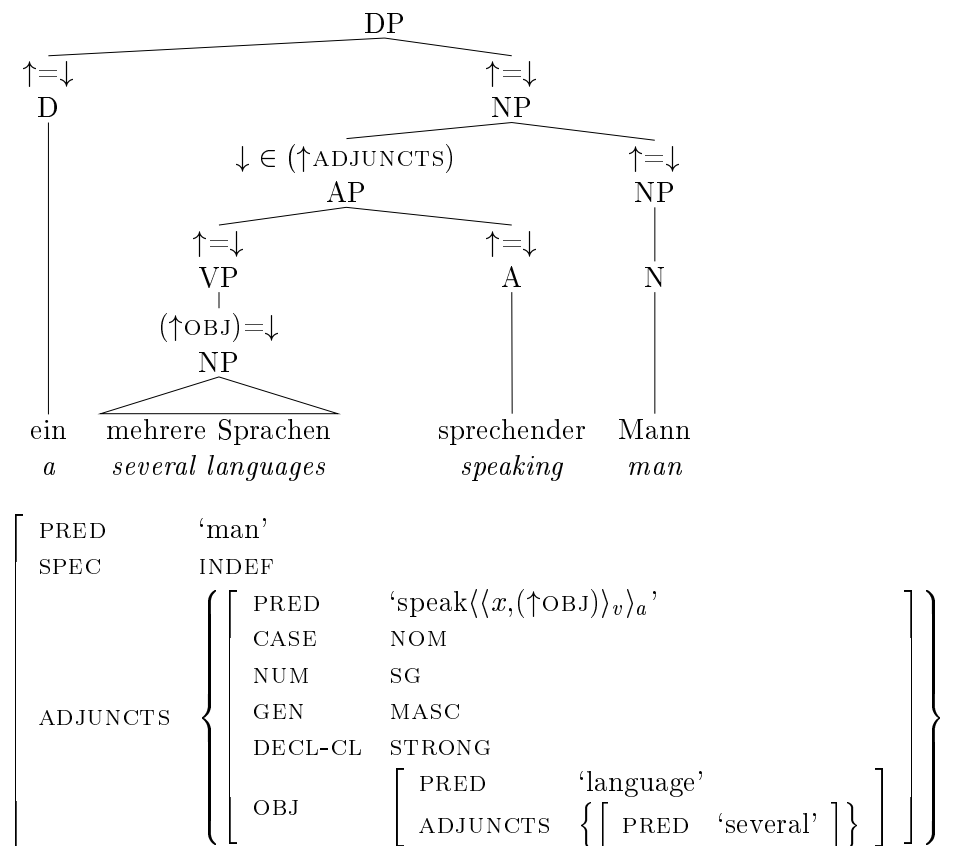 DP
↑=↓ ↑=↓
D NP
↓ ∈ (↑ADJUNCTS) ↑=↓
AP NP
↑=↓ ↑=↓
VP A N
(↑OBJ)=↓
NP
ein mehrere Sprachen sprechender Mann
a several languages speaking man
PRED ‘man’
SPEC INDEF
PRED ‘speak⟨⟨x,(↑OBJ)⟩v⟩a’
CASE NOM
NUM SG
GEN MASC
ADJUNCTS
DECL-CL STRONG
PRED ‘language’
OBJ
ADJUNCTS {[ PRED ‘several’ ]}